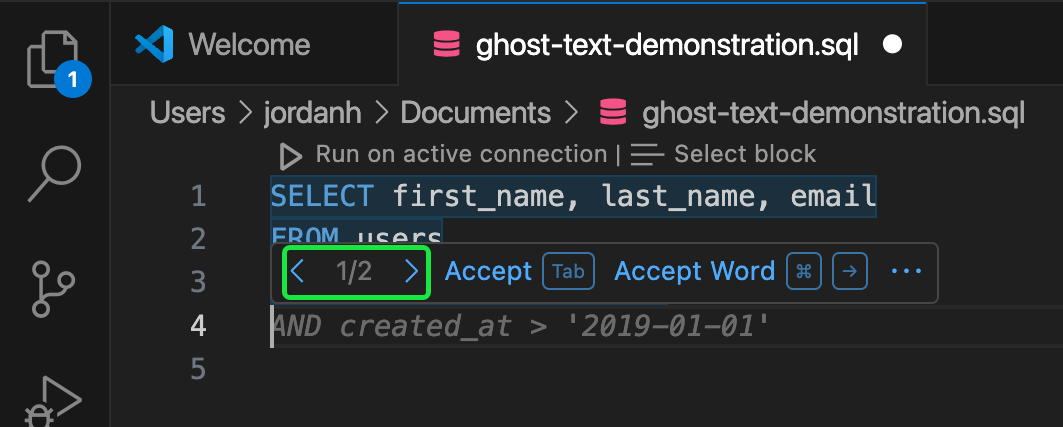 Welcome
ghost-text-demonstration.sql
1
Users > jordanh > Documents > ghost-text-demonstration.sql
Run on active connection | Select block
1 SELECT first_name, last_name, email
2 FROM users
3
< 1/2 > Accept Tab Accept Word ⌘ → ···
4 AND created_at > '2019-01-01'
5